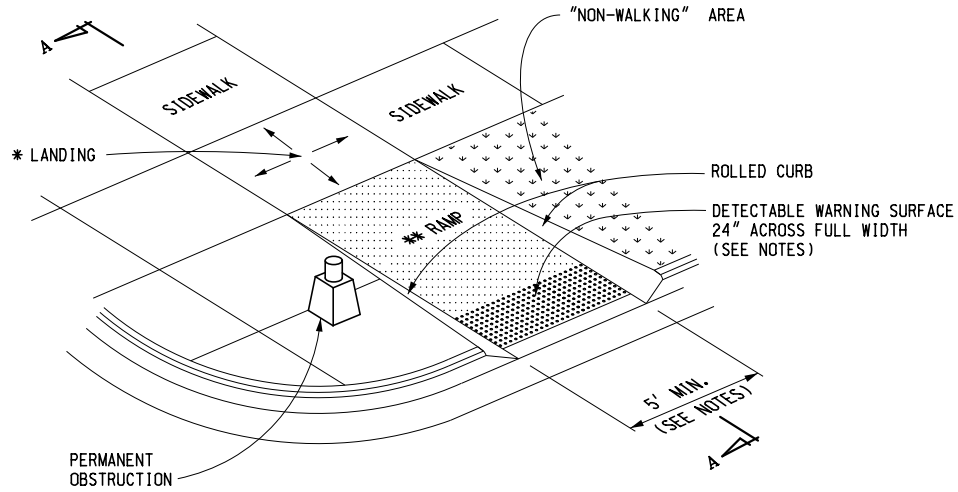 "NON-WALKING" AREA
A
SIDEWALK
SIDEWALK
* LANDING
ROLLED CURB
** RAMP
DETECTABLE WARNING SURFACE
24" ACROSS FULL WIDTH
(SEE NOTES)
5' MIN.
(SEE NOTES)
A
PERMANENT
OBSTRUCTION